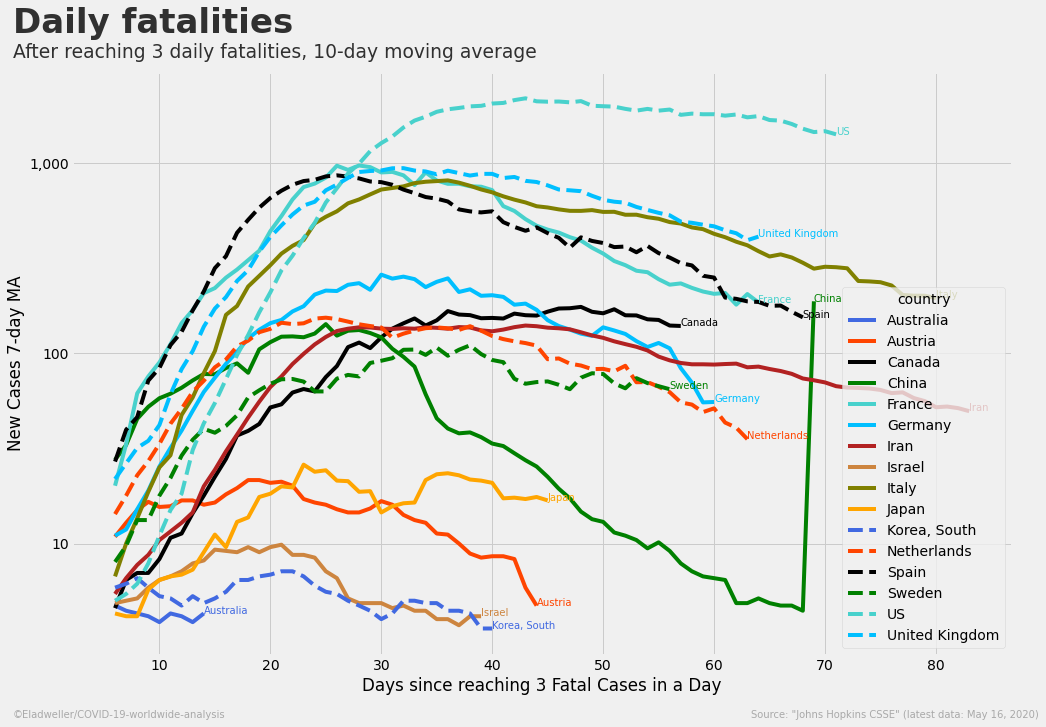 Daily fatalities
After reaching 3 daily fatalities, 10-day moving average
New Cases 7-day MA
1,000
100
10
US
United Kingdom
Italy
France
China
Spain
Canada
Sweden
Germany
Iran
Netherlands
Japan
Austria
Australia
Israel
Korea, South
country
Australia
Austria
Canada
China
France
Germany
Iran
Israel
Italy
Japan
Korea, South
Netherlands
Spain
Sweden
US
United Kingdom
10 20 30 40 50 60 70 80
Days since reaching 3 Fatal Cases in a Day
©Eladweller/COVID-19-worldwide-analysis
Source: "Johns Hopkins CSSE" (latest data: May 16, 2020)